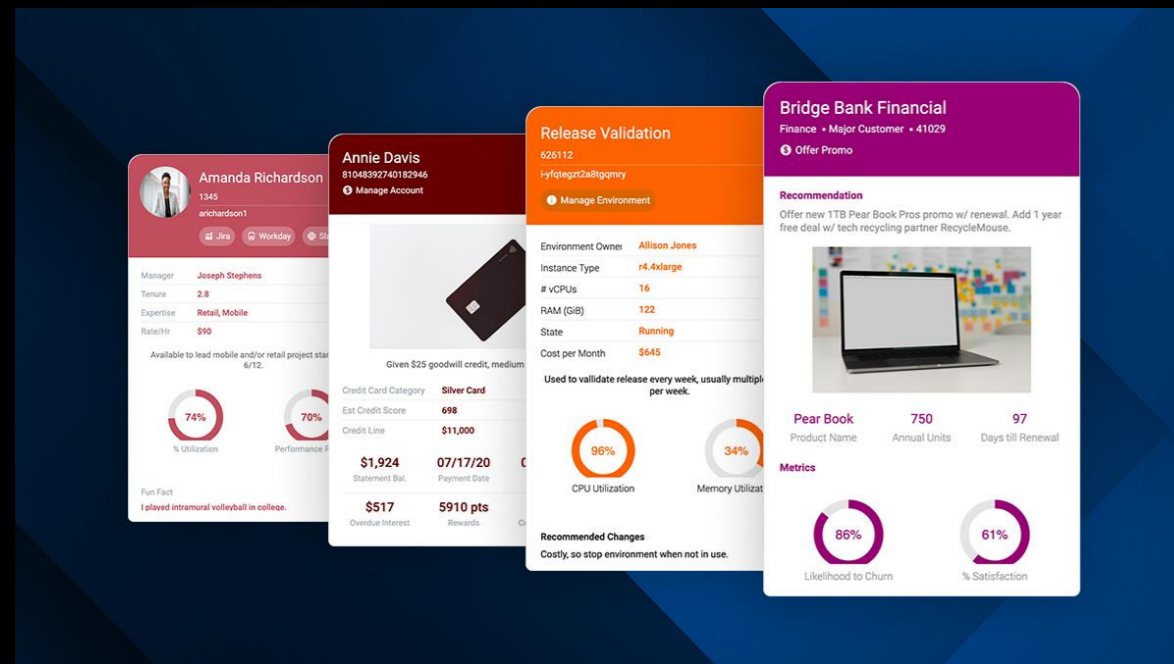 Amanda Richardson
1345
arichardson1
Jira
Workday
Manager Joseph Stephens
Tenure 2.8
Expertise Retail, Mobile
Rate/Hr $90
Available to lead mobile and/or retail project
6/12.
74%
70%
% Utilization
Performance
Fun Fact
I played intramural volleyball in college.
Annie Davis
81048392740182946
Manage Account
Given $25 goodwill credit, medium
Credit Card Category Silver Card
Est Credit Score 698
Credit Line $11,000
$1,924 07/17/20
Statement Bal. Payment Date
$517 5910 pts
Overdue Interest Rewards
Release Validation
626112
i-yfqtegzt2a8tgqmry
Manage Environment
Environment Owner Allison Jones
Instance Type r4.4xlarge
# vCPUs 16
RAM (GiB) 122
State Running
Cost per Month $645
Used to vallidate release every week, usually
per week.
96%
34%
CPU Utilization
Memory
Recommended Changes
Costly, so stop environment when not in use.
Bridge Bank Financial
Finance • Major Customer • 41029
Offer Promo
Recommendation
Offer new 1TB Pear Book Pros promo w/ renewal. Add 1 year
free deal w/ tech recycling partner RecycleMouse.
Pear Book 750 97
Product Name Annual Units Days till Renewal
Metrics
86%
61%
Likelihood to Churn
% Satisfaction